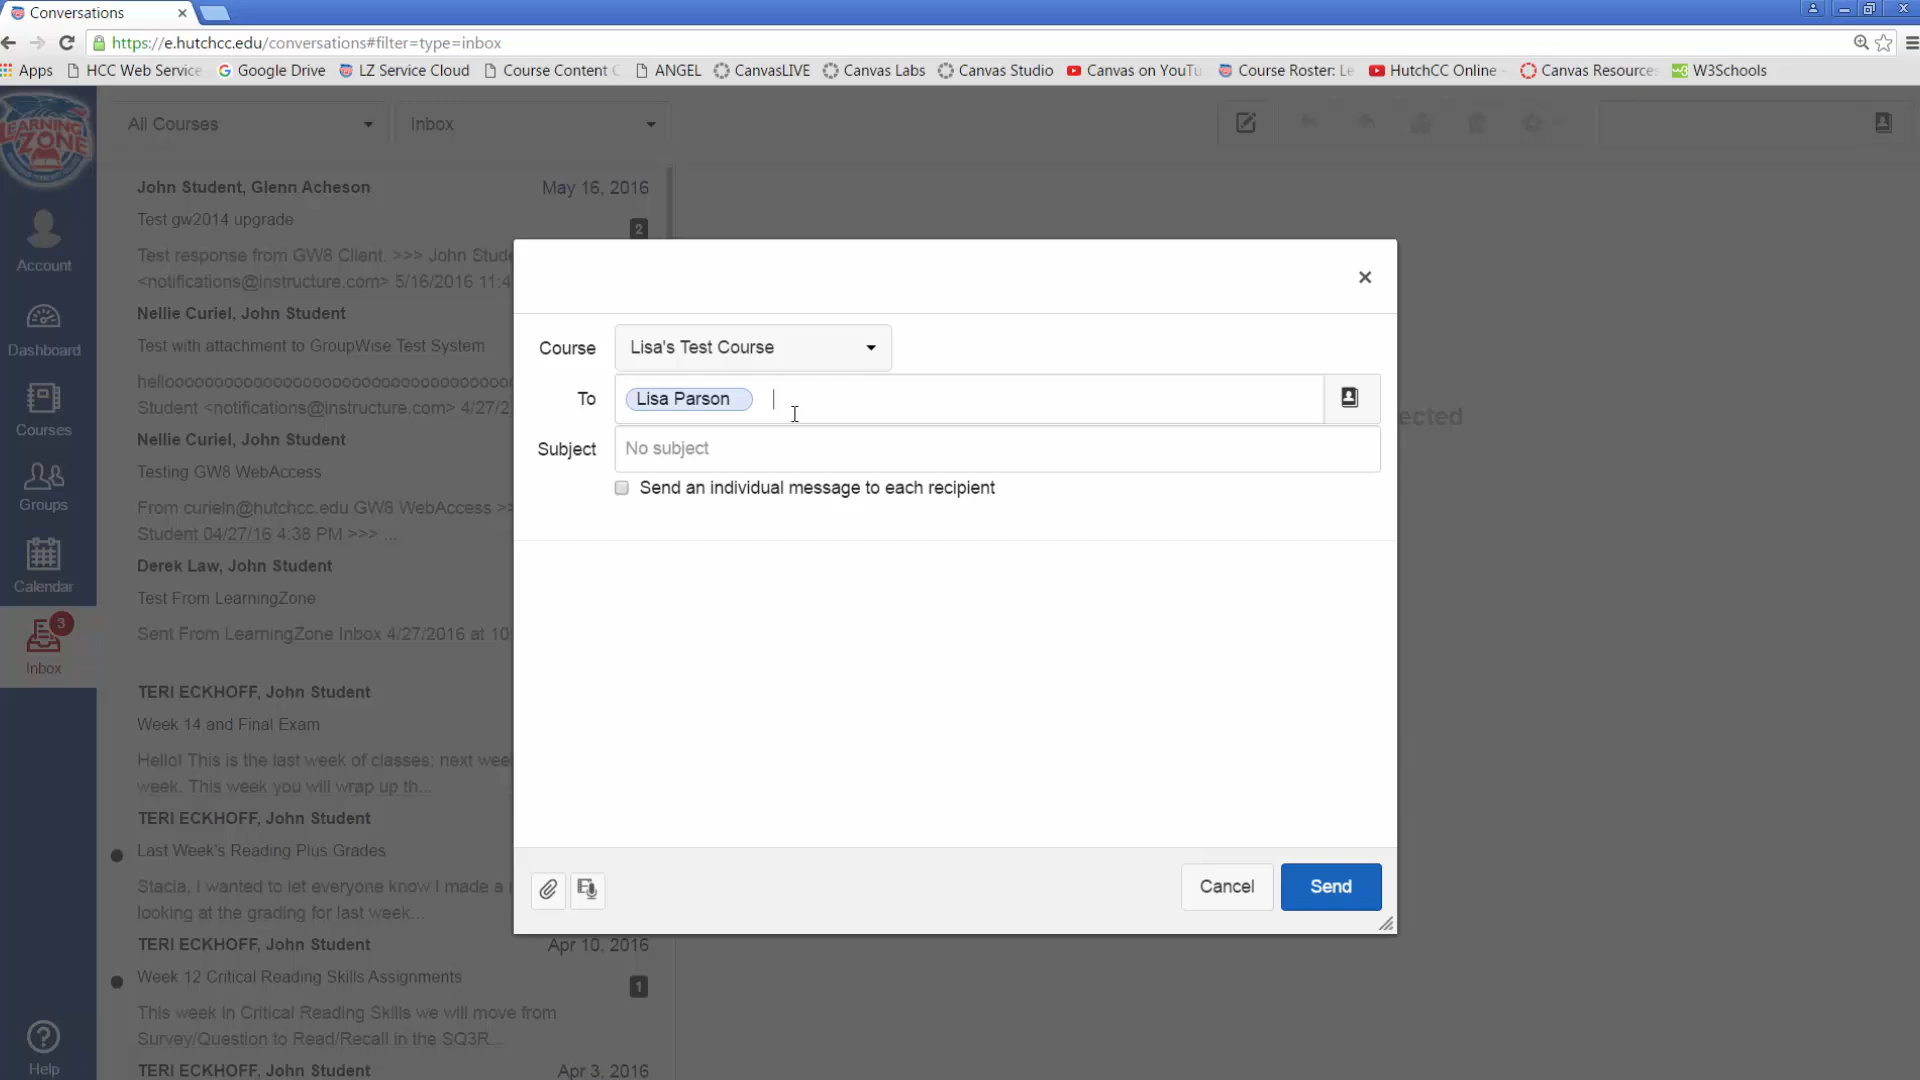 Conversations
https://e.hutchcc.edu/conversations#filter=type=inbox
Apps HCC Web Service Google Drive LZ Service Cloud Course Content ANGEL CanvasLIVE Canvas Labs Canvas Studio Canvas on YouTu Course Roster: Le HutchCC Online - Canvas Resources W3Schools
LEARNING ZONE
All Courses Inbox
John Student, Glenn Acheson May 16, 2016
Test gw2014 upgrade
2
Test response from GW8 Client. >>> John Stude
<notifications@instructure.com> 5/16/2016 11:4
Nellie Curiel, John Student
Test with attachment to GroupWise Test System
hellooooooooooooooooooooooooooooooooooo
Student <notifications@instructure.com> 4/27/2
Nellie Curiel, John Student
Testing GW8 WebAccess
From curieln@hutchcc.edu GW8 WebAccess >>
Student 04/27/16 4:38 PM >>> ...
Derek Law, John Student
Test From LearningZone
Sent From LearningZone Inbox 4/27/2016 at 10
TERI ECKHOFF, John Student
Week 14 and Final Exam
Hello! This is the last week of classes; next wee
week. This week you will wrap up th...
TERI ECKHOFF, John Student
Last Week's Reading Plus Grades
Stacia, I wanted to let everyone know I made a
looking at the grading for last week...
TERI ECKHOFF, John Student Apr 10, 2016
Week 12 Critical Reading Skills Assignments
1
This week in Critical Reading Skills we will move from
Survey/Question to Read/Recall in the SQ3R...
TERI ECKHOFF, John Student Apr 3, 2016
Account
Dashboard
Courses
Groups
Calendar
3
Inbox
Help
Course Lisa's Test Course
To Lisa Parson
Subject No subject
Send an individual message to each recipient
Cancel Send
ected